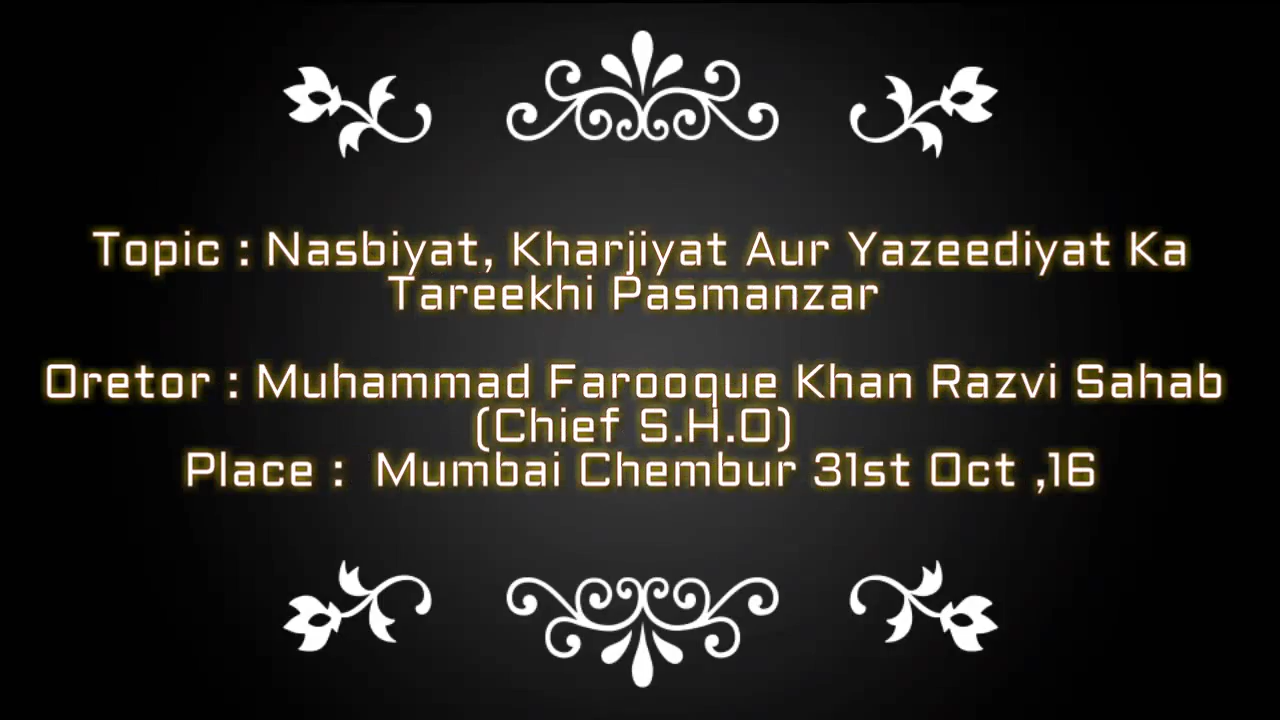 Topic : Nasbiyat, Kharjiyat Aur Yazeediyat Ka
Tareekhi Pasmanzar
Oretor : Muhammad Farooque Khan Razvi Sahab
(Chief S.H.O)
Place : Mumbai Chembur 31st Oct ,16